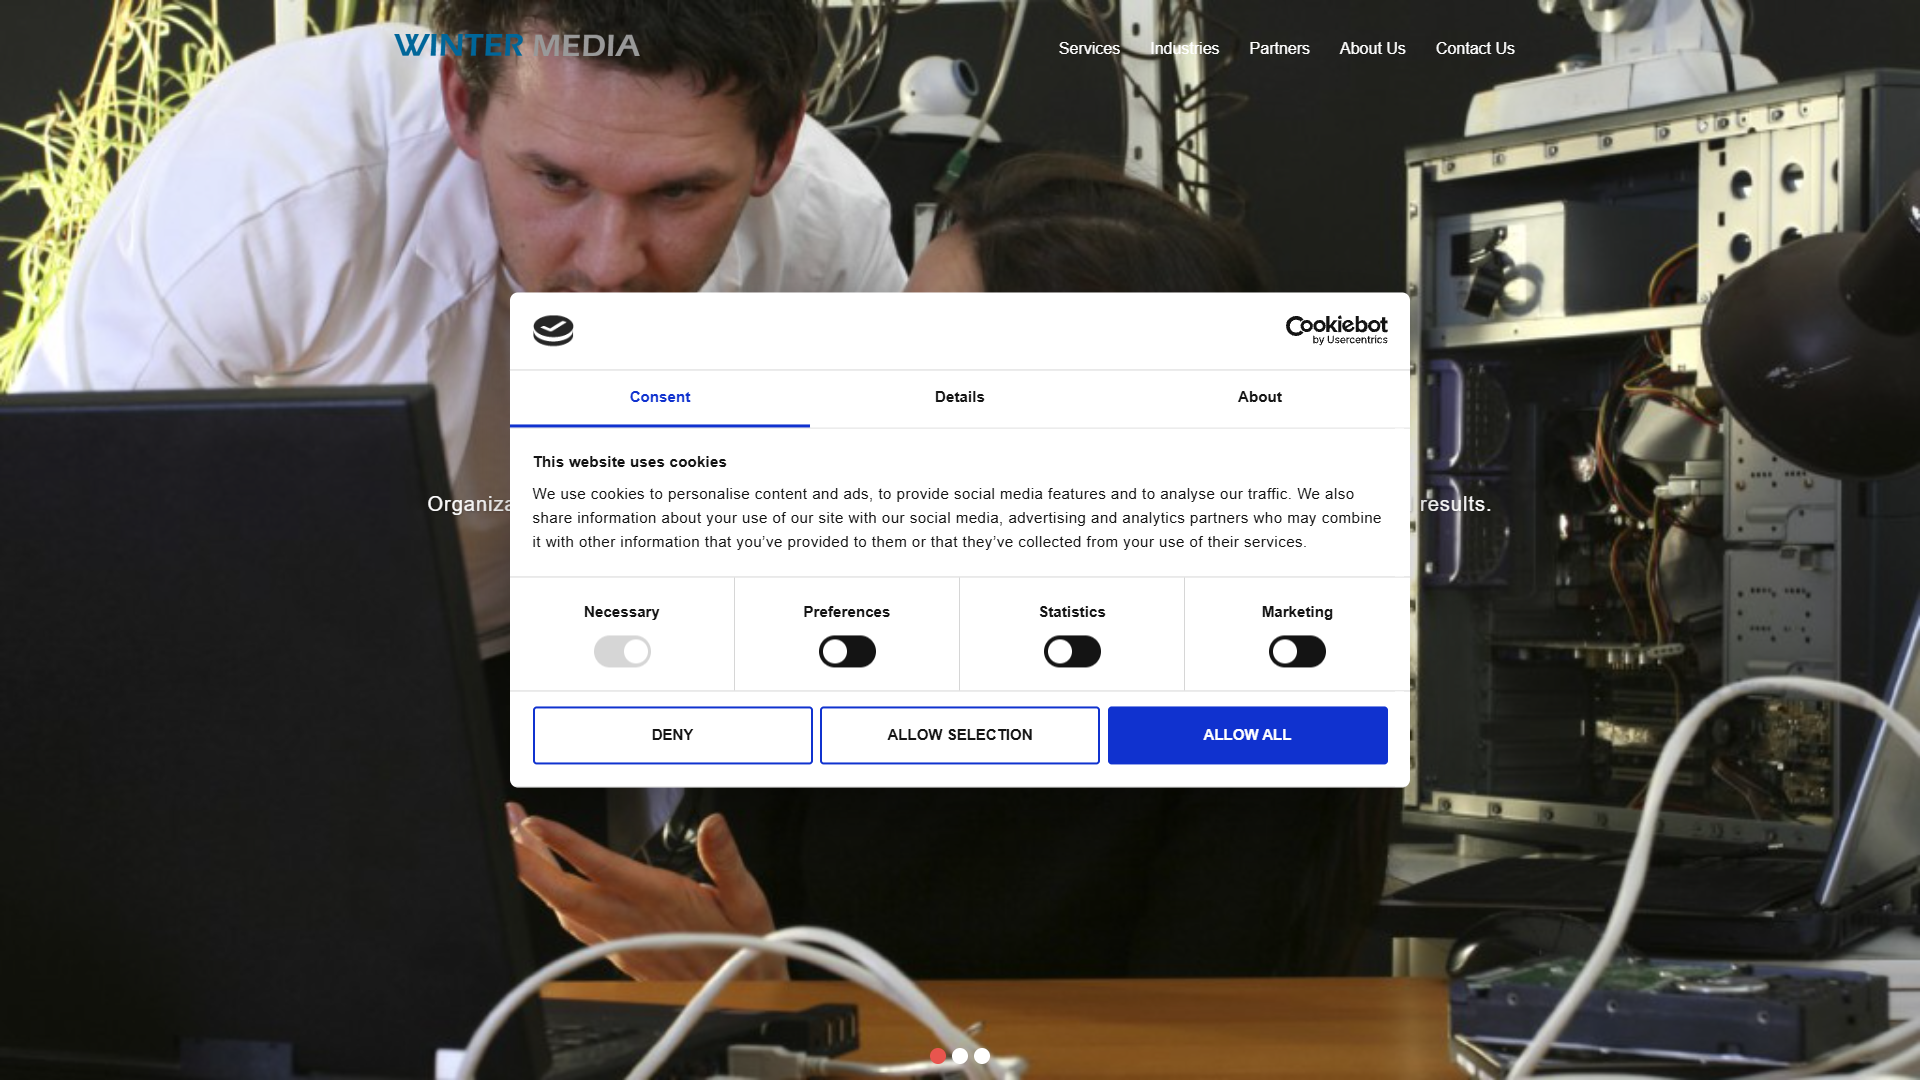 WINTER MEDIA
Services
Industries
Partners
About Us
Contact Us
Cookiebot
by Usercentrics
Consent
Details
About
This website uses cookies
We use cookies to personalise content and ads, to provide social media features and to analyse our traffic. We also
share information about your use of our site with our social media, advertising and analytics partners who may combine
it with other information that you’ve provided to them or that they’ve collected from your use of their services.
results.
Necessary
Preferences
Statistics
Marketing
DENY
ALLOW SELECTION
ALLOW ALL